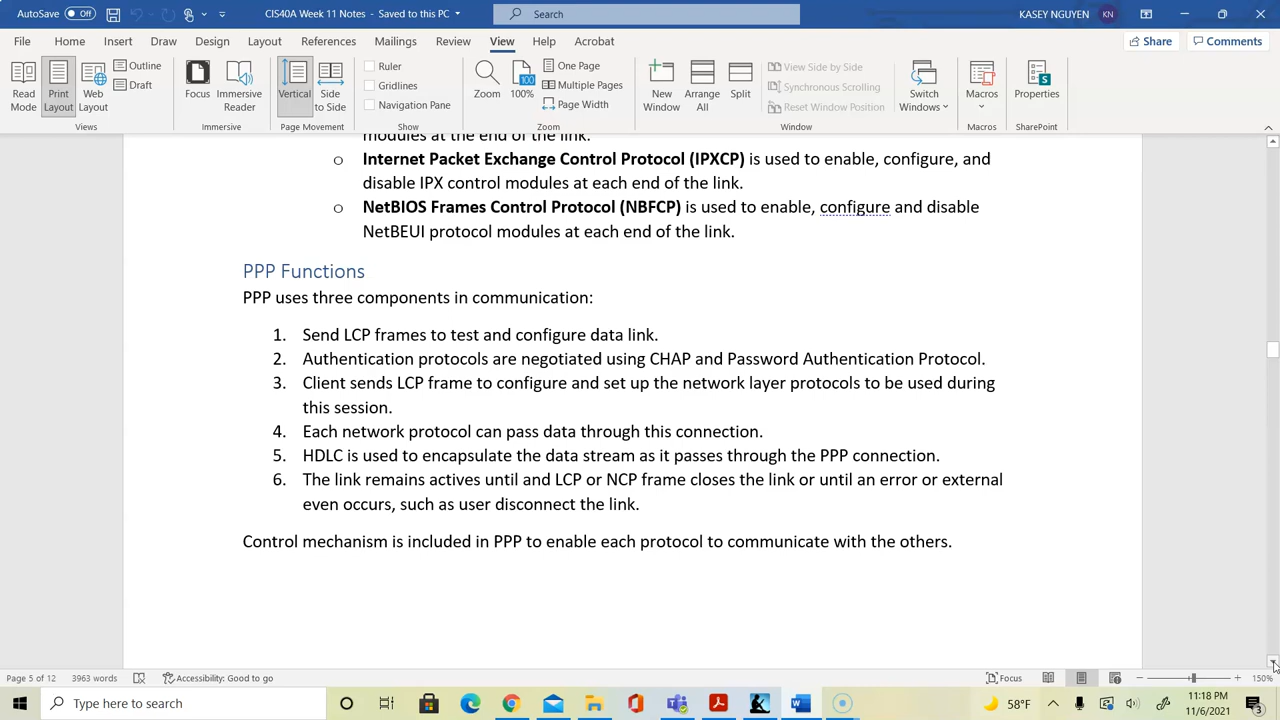 AutoSave Off CIS40A Week 11 Notes Search KASEY NGUYEN KN
File Home Insert Draw Design Layout References Mailings Review View Help Acrobat Share Comments
Read Mode Print Layout Web Layout Outline Draft Focus Immersive Reader Vertical Side to Side Ruler Gridlines Navigation Pane Zoom 100% One Page Multiple Pages Page Width New Window Arrange All Split View Side by Side Synchronous Scrolling Reset Window Position Switch Windows Macros Properties
Views Immersive Page Movement Show Zoom Window Macros SharePoint
modules at the end of the link.
o Internet Packet Exchange Control Protocol (IPXCP) is used to enable, configure, and
disable IPX control modules at each end of the link.
o NetBIOS Frames Control Protocol (NBFCP) is used to enable, configure and disable
NetBEUI protocol modules at each end of the link.
PPP Functions
PPP uses three components in communication:
1. Send LCP frames to test and configure data link.
2. Authentication protocols are negotiated using CHAP and Password Authentication Protocol.
3. Client sends LCP frame to configure and set up the network layer protocols to be used during
this session.
4. Each network protocol can pass data through this connection.
5. HDLC is used to encapsulate the data stream as it passes through the PPP connection.
6. The link remains actives until and LCP or NCP frame closes the link or until an error or external
even occurs, such as user disconnect the link.
Control mechanism is included in PPP to enable each protocol to communicate with the others.
Page 5 of 12 3963 words Accessibility: Good to go Focus 150%
Type here to search 58°F 11:18 PM
11/6/2021 3